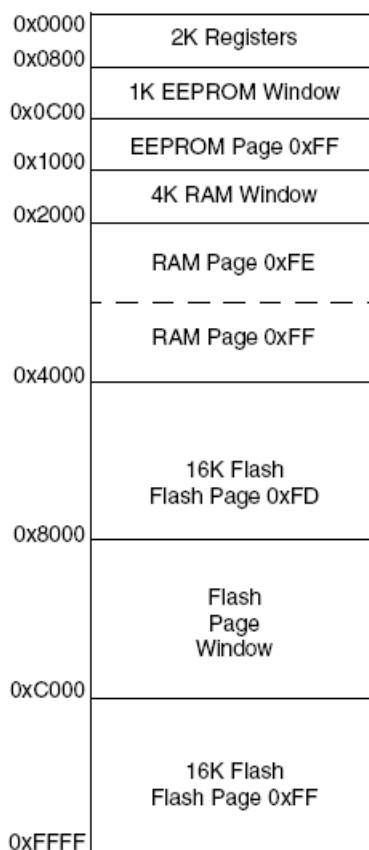 0x0000
2K Registers
0x0800
1K EEPROM Window
0x0C00
EEPROM Page 0xFF
0x1000
4K RAM Window
0x2000
RAM Page 0xFE
RAM Page 0xFF
0x4000
16K Flash
Flash Page 0xFD
0x8000
Flash
Page
Window
0xC000
16K Flash
Flash Page 0xFF
0xFFFF